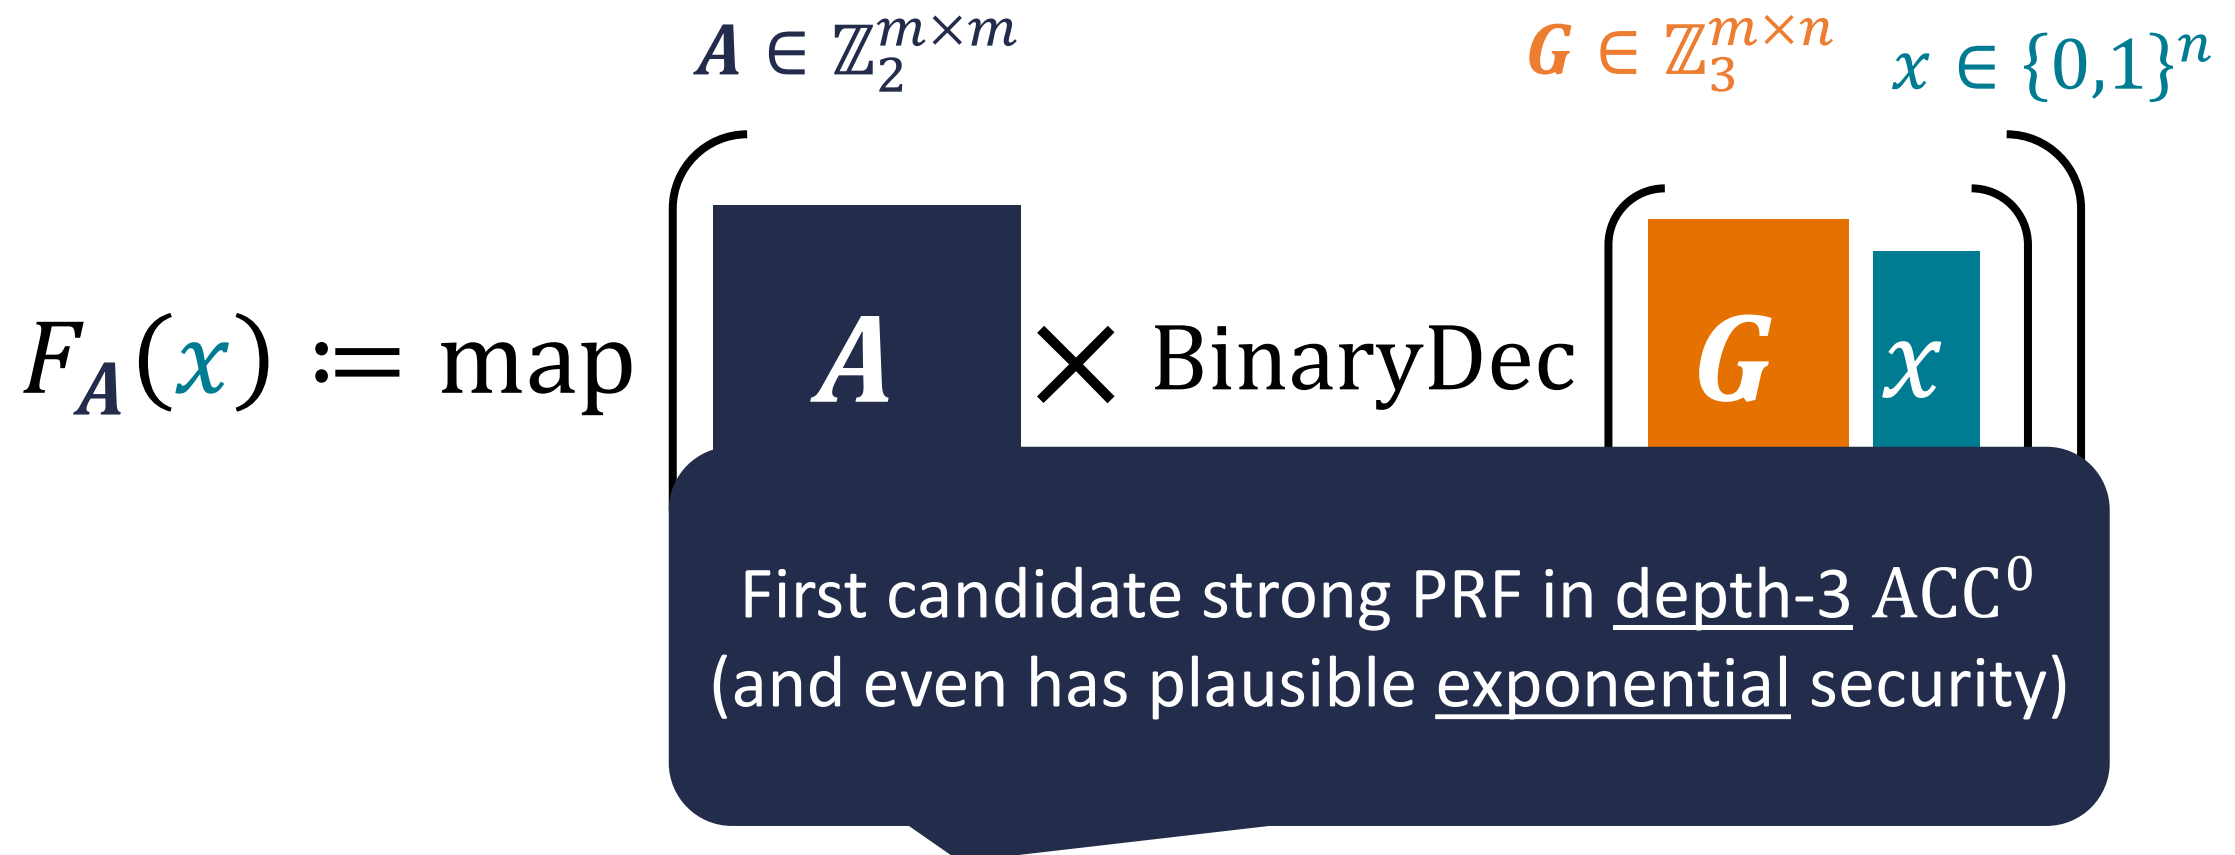 𝑨 ∈ ℤ₂^{m×m} 𝑮 ∈ ℤ₃^{m×n} x ∈ {0,1}ⁿ
F_𝑨(x) ≔ map ( 𝑨 × BinaryDec ( 𝑮 x ) )
First candidate strong PRF in depth-3 ACC⁰
(and even has plausible exponential security)